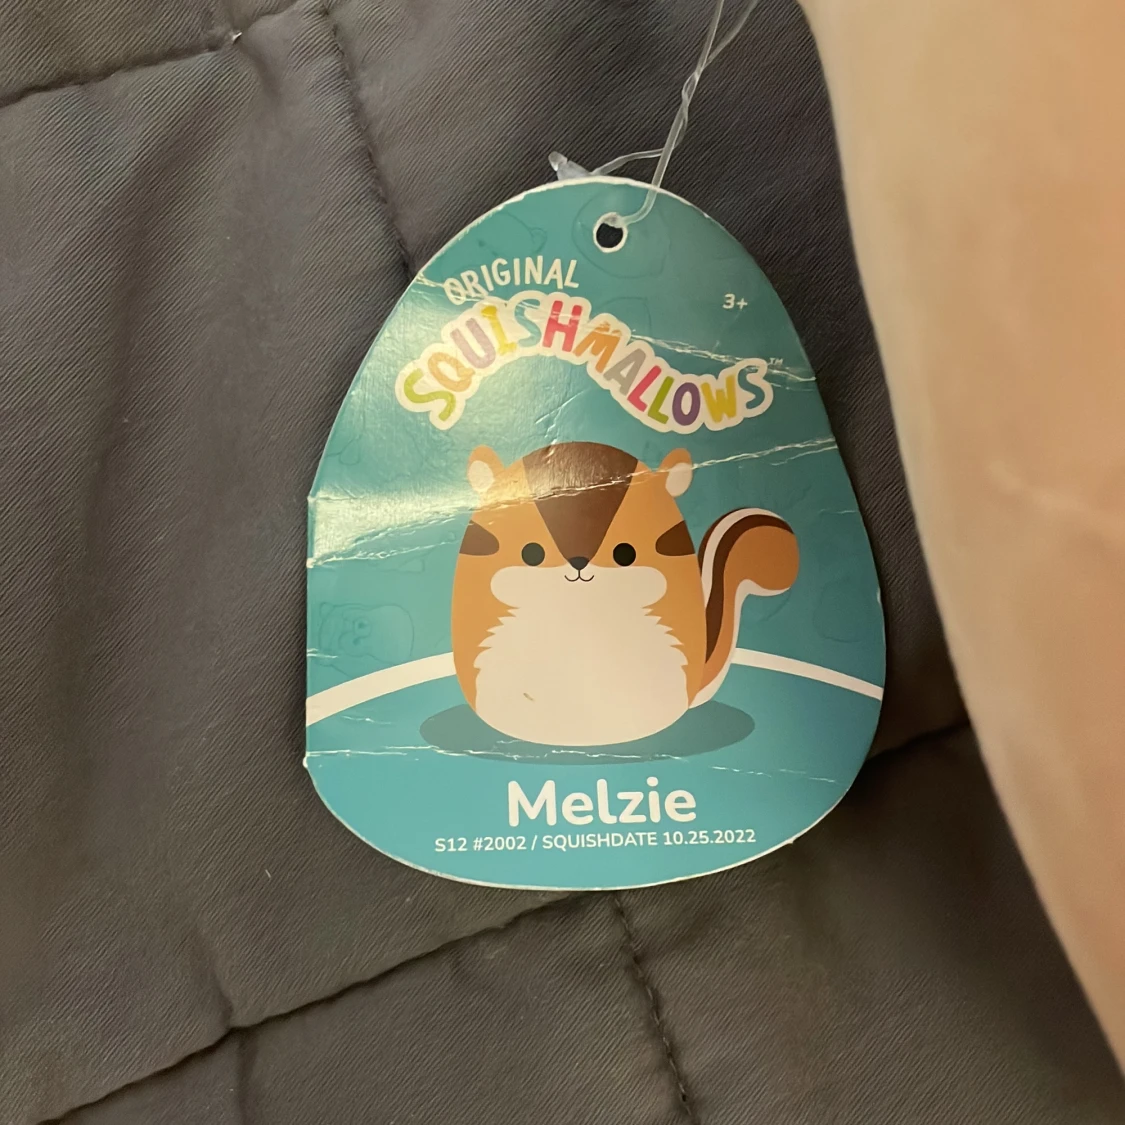 ORIGINAL
SQUISHMALLOWS™
3+
Melzie
S12 #2002 / SQUISHDATE 10.25.2022